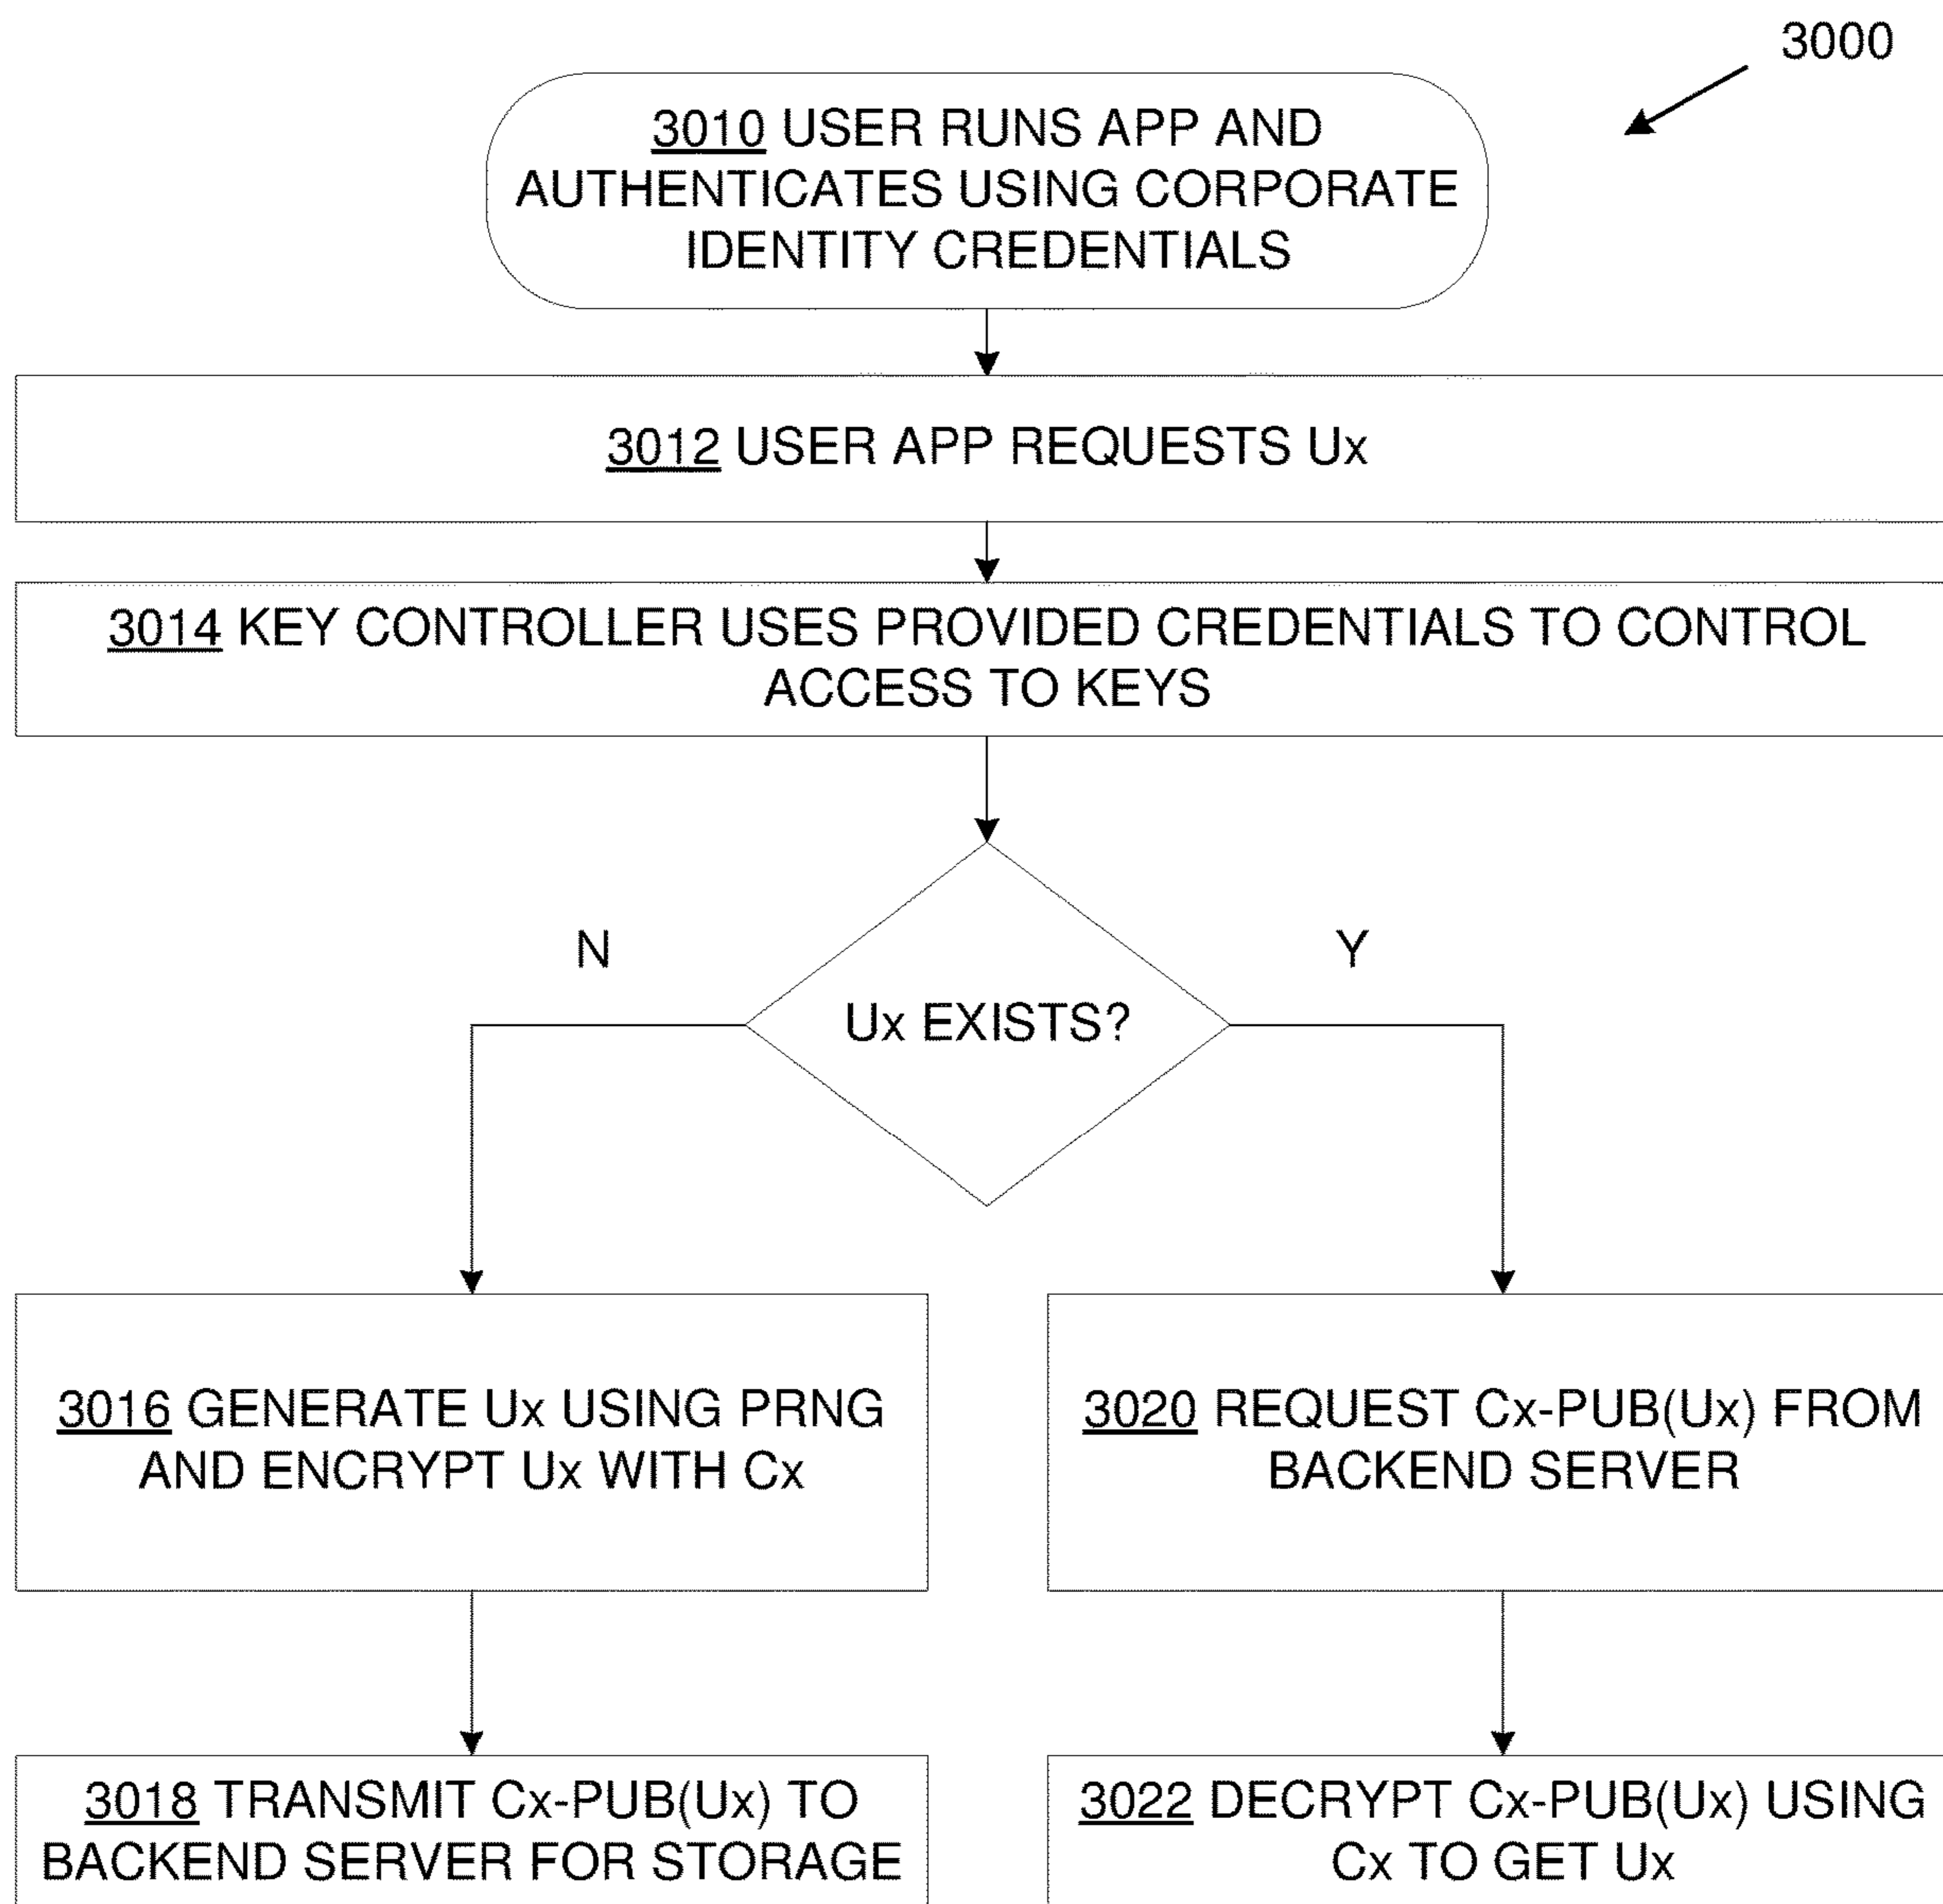 3000
3010 USER RUNS APP AND
AUTHENTICATES USING CORPORATE
IDENTITY CREDENTIALS
3012 USER APP REQUESTS Ux
3014 KEY CONTROLLER USES PROVIDED CREDENTIALS TO CONTROL
ACCESS TO KEYS
N
Y
Ux EXISTS?
3016 GENERATE Ux USING PRNG
AND ENCRYPT Ux WITH Cx
3020 REQUEST Cx-PUB(Ux) FROM
BACKEND SERVER
3018 TRANSMIT Cx-PUB(Ux) TO
BACKEND SERVER FOR STORAGE
3022 DECRYPT Cx-PUB(Ux) USING
Cx TO GET Ux